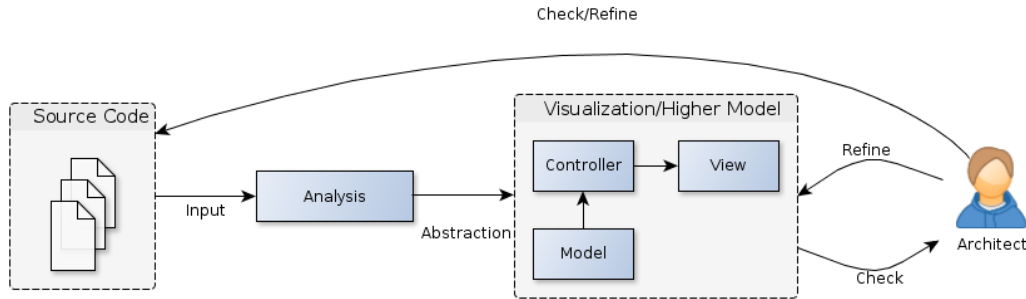 Check/Refine
Source Code
Visualization/Higher Model
Controller
View
Refine
Analysis
Input
Abstraction
Model
Architect
Check